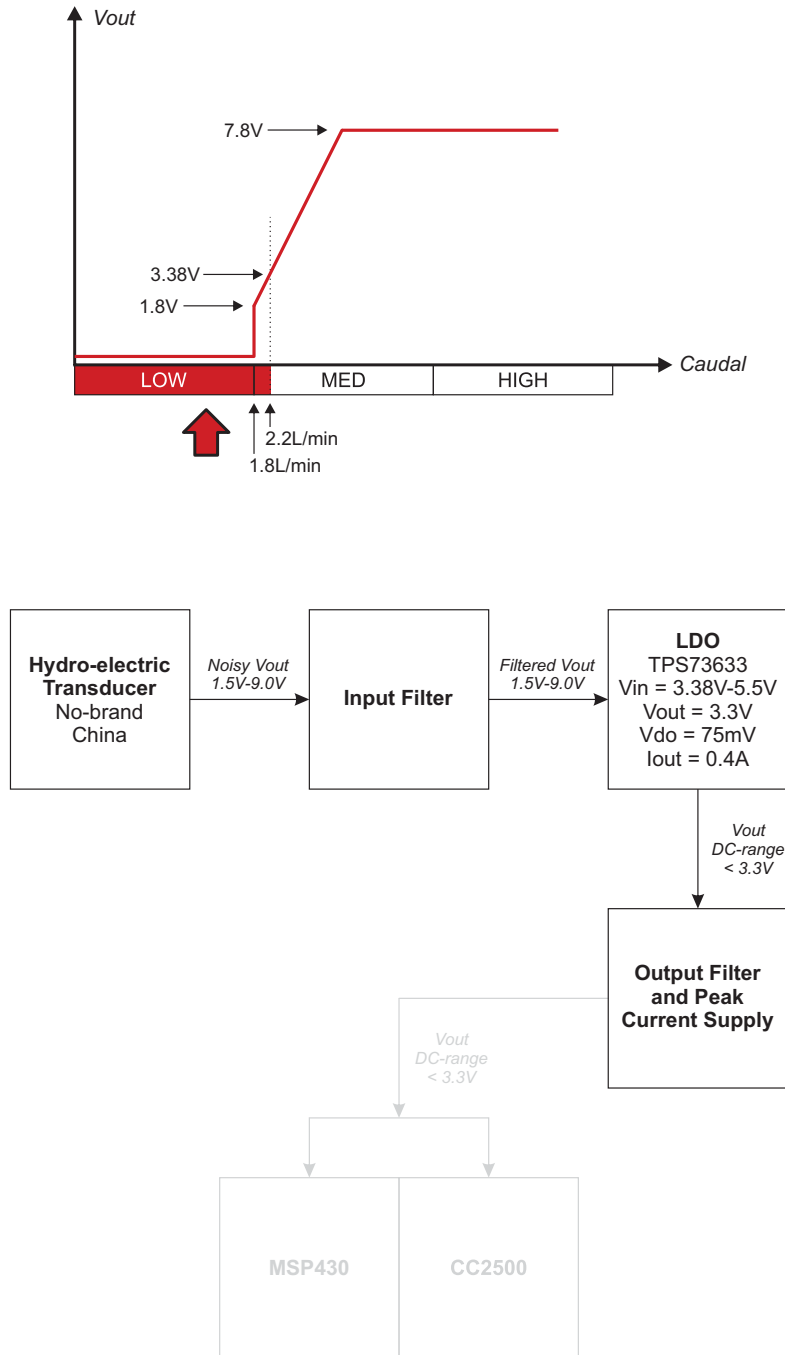 Vout
7.8V
3.38V
1.8V
Caudal
LOW
MED
HIGH
2.2L/min
1.8L/min
Hydro-electric
Transducer
No-brand
China
Noisy Vout
1.5V-9.0V
Input Filter
Filtered Vout
1.5V-9.0V
LDO
TPS73633
Vin = 3.38V-5.5V
Vout = 3.3V
Vdo = 75mV
Iout = 0.4A
Vout
DC-range
< 3.3V
Output Filter
and Peak
Current Supply
Vout
DC-range
< 3.3V
MSP430
CC2500